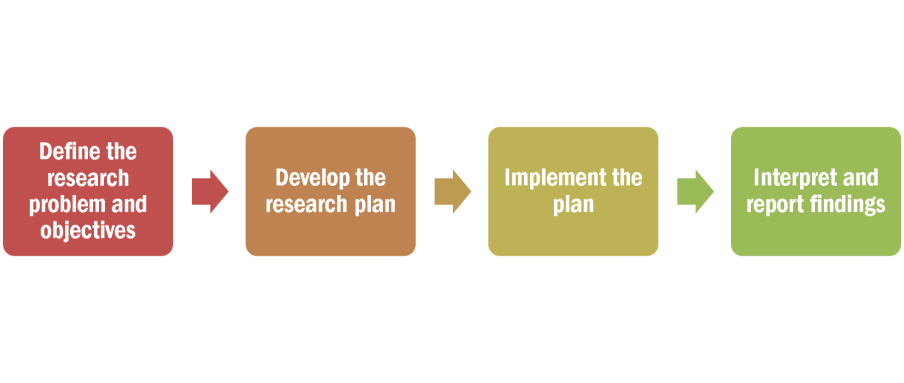 Define the
research
problem and
objectives
Develop the
research plan
Implement the
plan
Interpret and
report findings